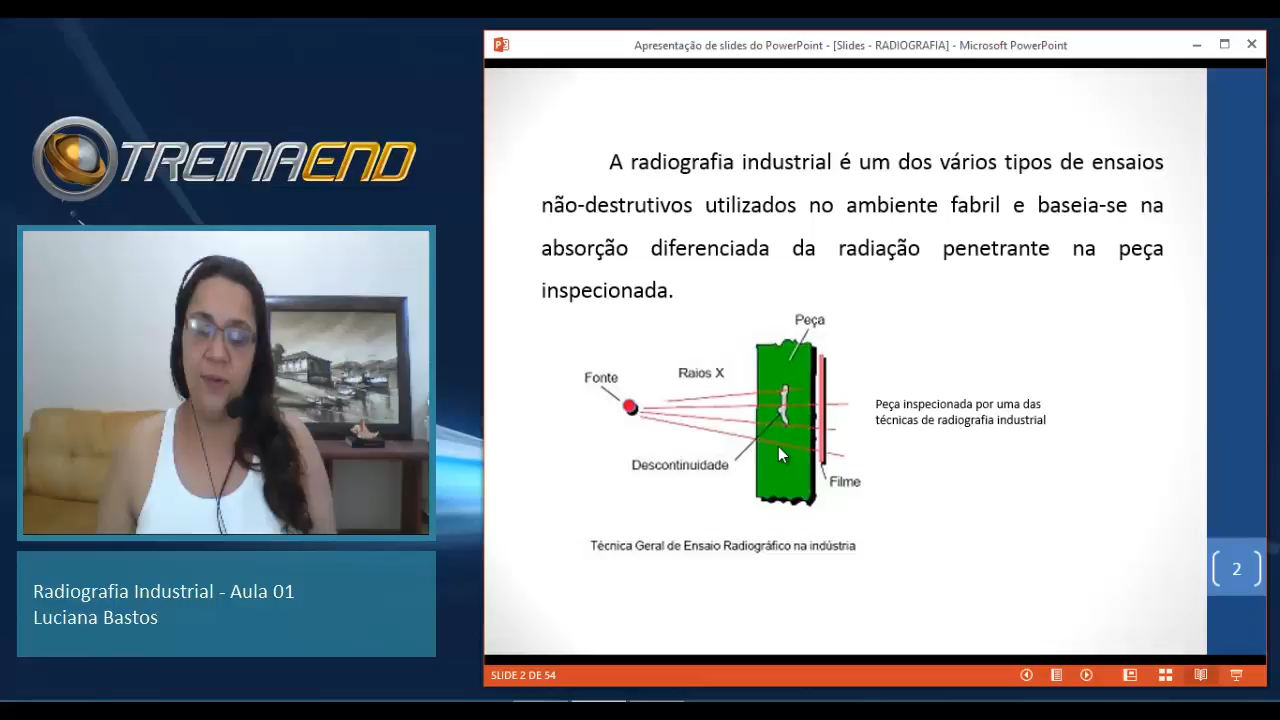 TREINAEND
Radiografia Industrial - Aula 01
Luciana Bastos
Apresentação de slides do PowerPoint - [Slides - RADIOGRAFIA] - Microsoft PowerPoint
A radiografia industrial é um dos vários tipos de ensaios
não-destrutivos utilizados no ambiente fabril e baseia-se na
absorção diferenciada da radiação penetrante na peça
inspecionada.
Peça
Raios X
Fonte
Peça inspecionada por uma das
técnicas de radiografia industrial
Descontinuidade
Filme
Técnica Geral de Ensaio Radiográfico na indústria
2
SLIDE 2 DE 54